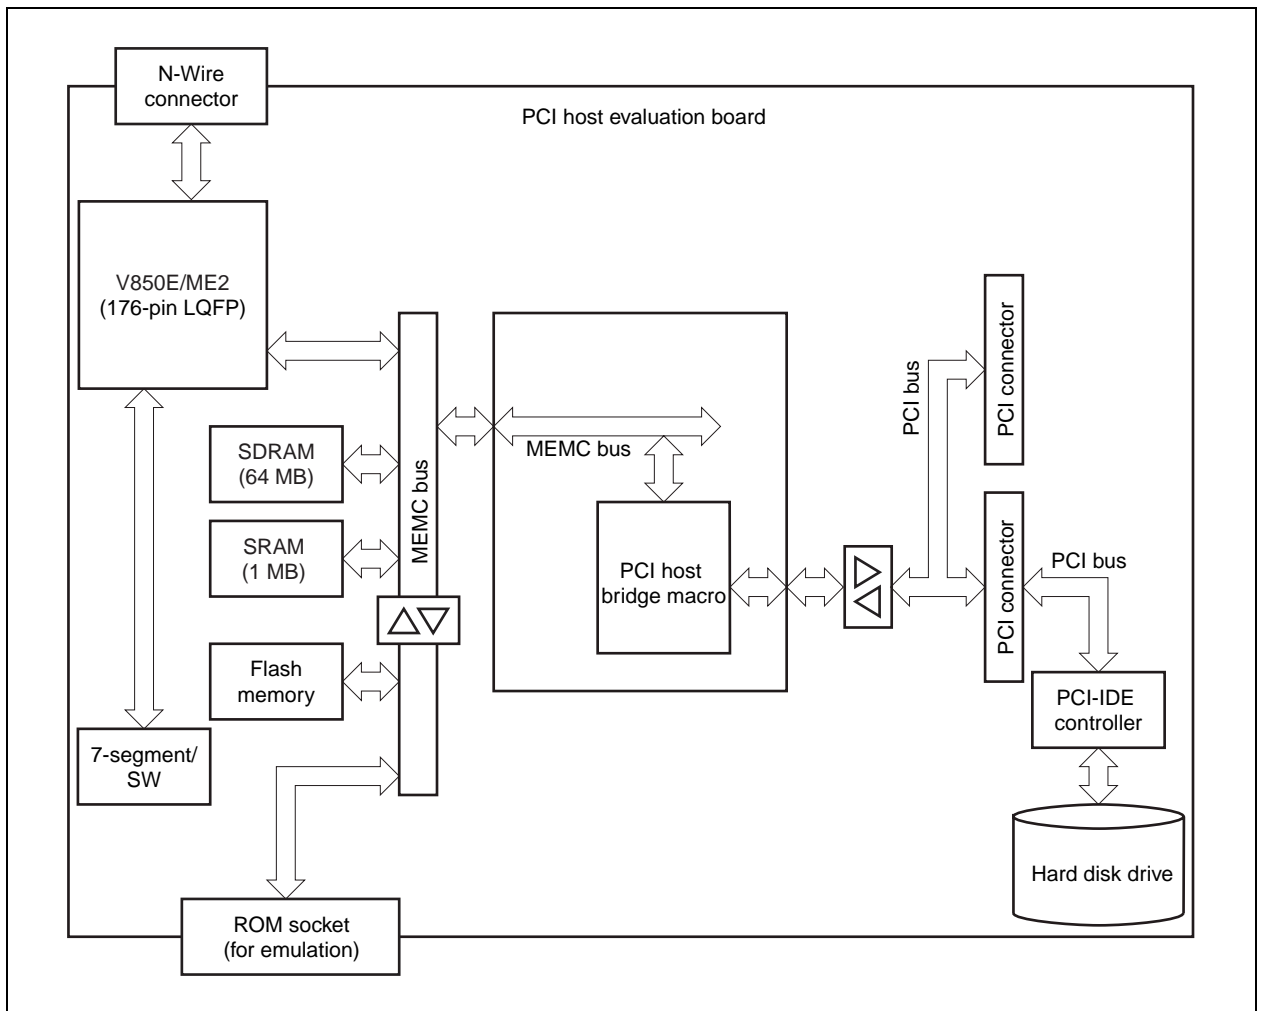 N-Wire
connector
PCI host evaluation board
V850E/ME2
(176-pin LQFP)
SDRAM
(64 MB)
SRAM
(1 MB)
MEMC bus
Flash
memory
7-segment/
SW
ROM socket
(for emulation)
MEMC bus
PCI host
bridge macro
PCI bus
PCI connector
PCI connector
PCI bus
PCI-IDE
controller
Hard disk drive